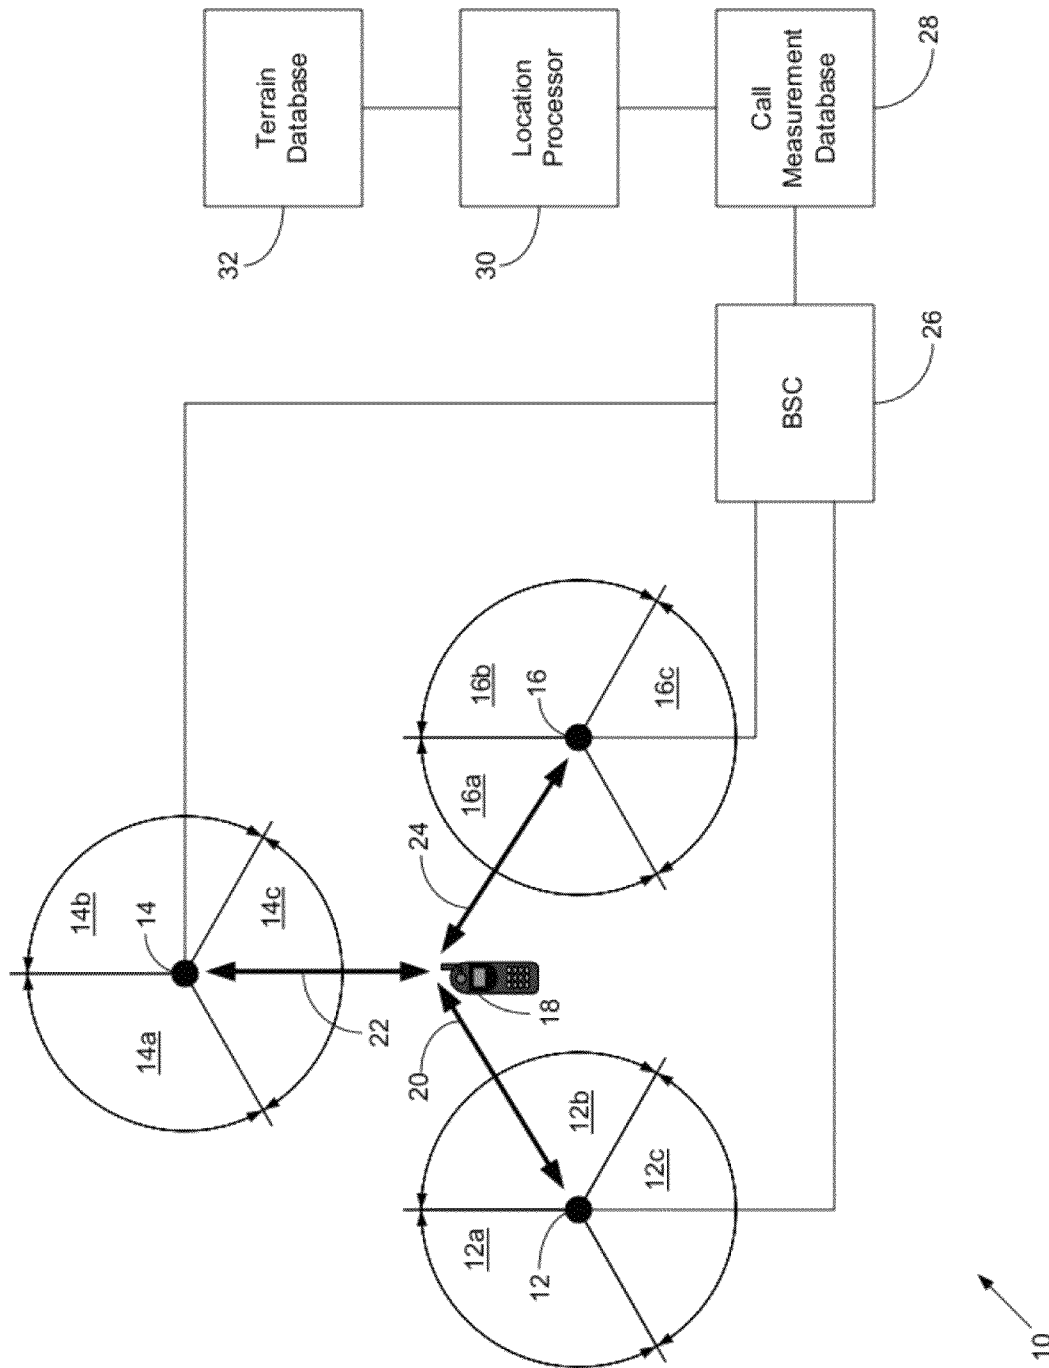 14b
14
14a
14c
22
20
24
18
12a
12
12b
12c
16b
16
16a
16c
Terrain
Database
32
Location
Processor
30
Call
Measurement
Database
28
BSC
26
10